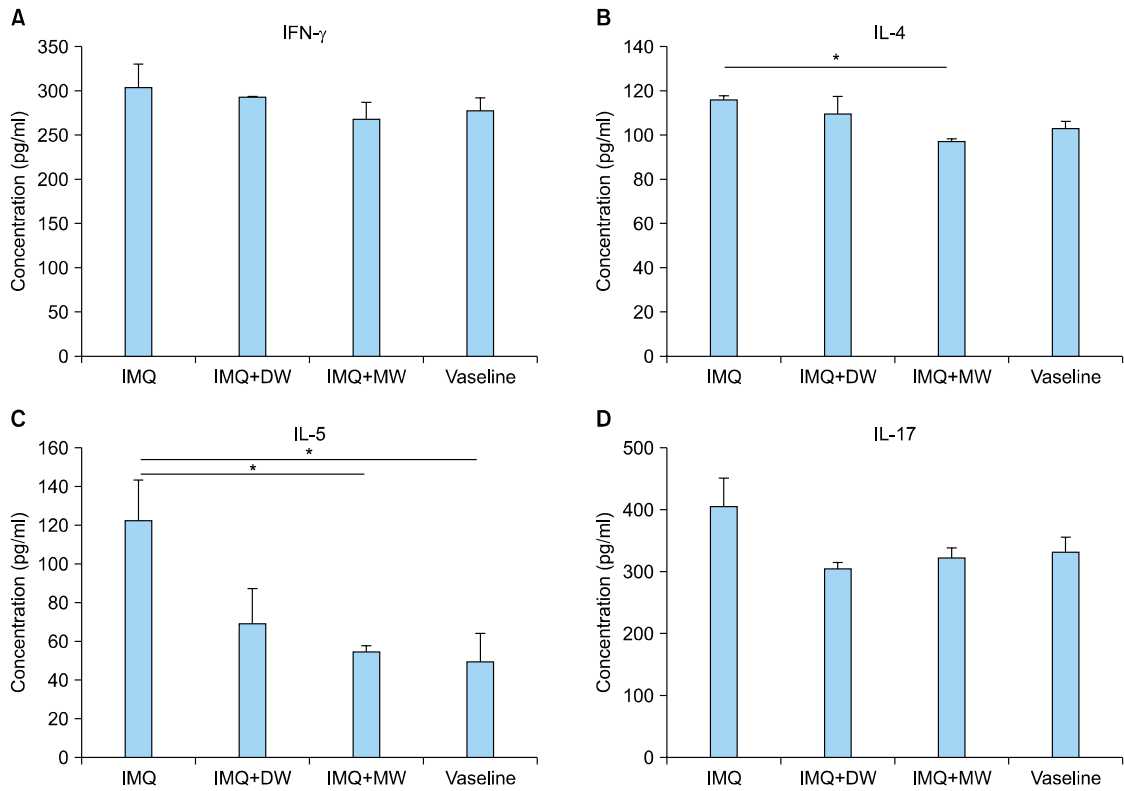 A
IFN-γ
Concentration (pg/ml)
350
300
250
200
150
100
50
0
IMQ IMQ+DW IMQ+MW Vaseline
B
IL-4
Concentration (pg/ml)
140
120
100
80
60
40
20
0
*
IMQ IMQ+DW IMQ+MW Vaseline
C
IL-5
Concentration (pg/ml)
160
140
120
100
80
60
40
20
0
*
*
IMQ IMQ+DW IMQ+MW Vaseline
D
IL-17
Concentration (pg/ml)
500
400
300
200
100
0
IMQ IMQ+DW IMQ+MW Vaseline